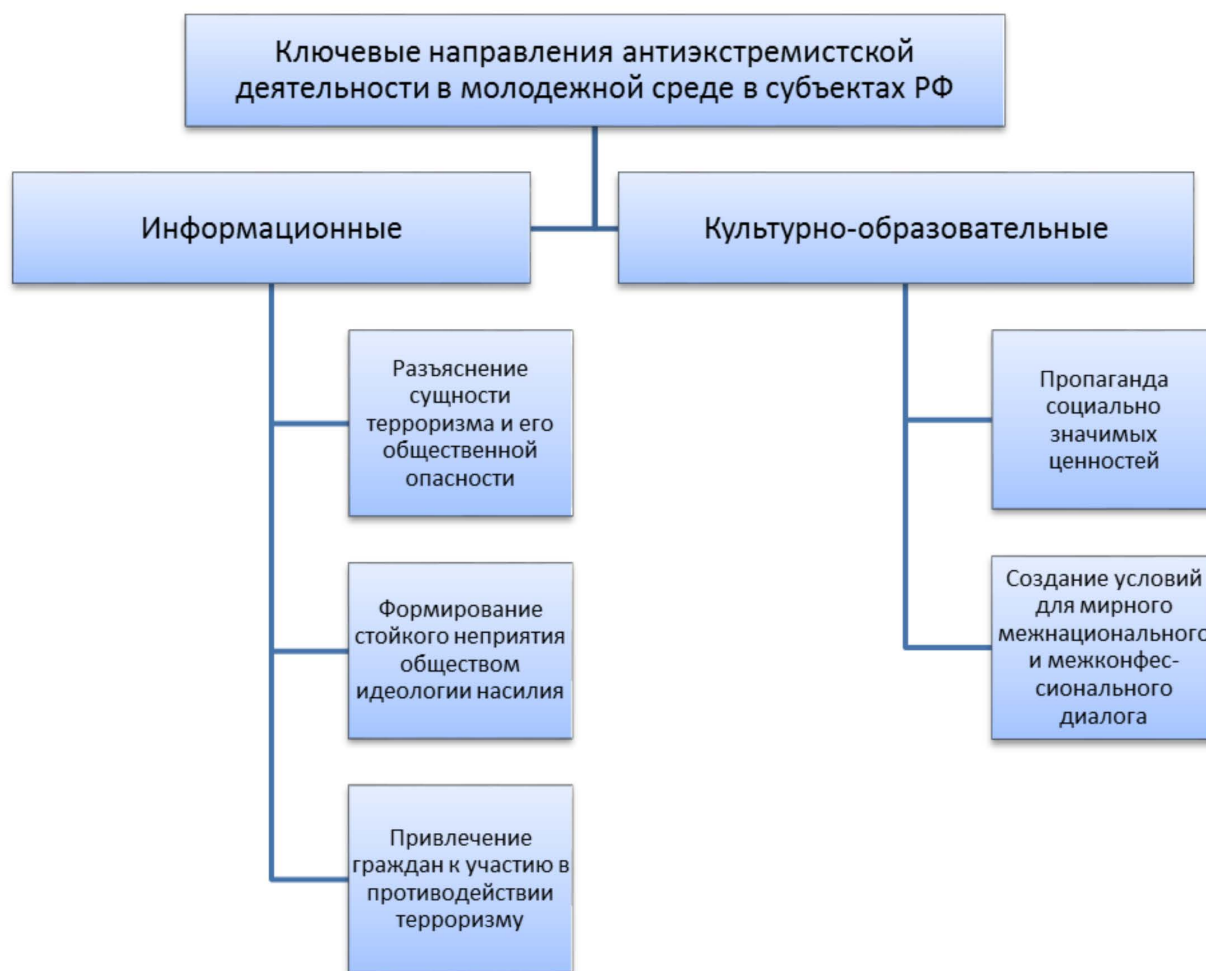 Ключевые направления антиэкстремистской
деятельности в молодежной среде в субъектах РФ
Информационные
Разъяснение
сущности
терроризма и его
общественной
опасности
Формирование
стойкого неприятия
обществом
идеологии насилия
Привлечение
граждан к участию в
противодействии
терроризму
Культурно-образовательные
Пропаганда
социально
значимых
ценностей
Создание условий
для мирного
межнационального
и межконфес-
сионального
диалога